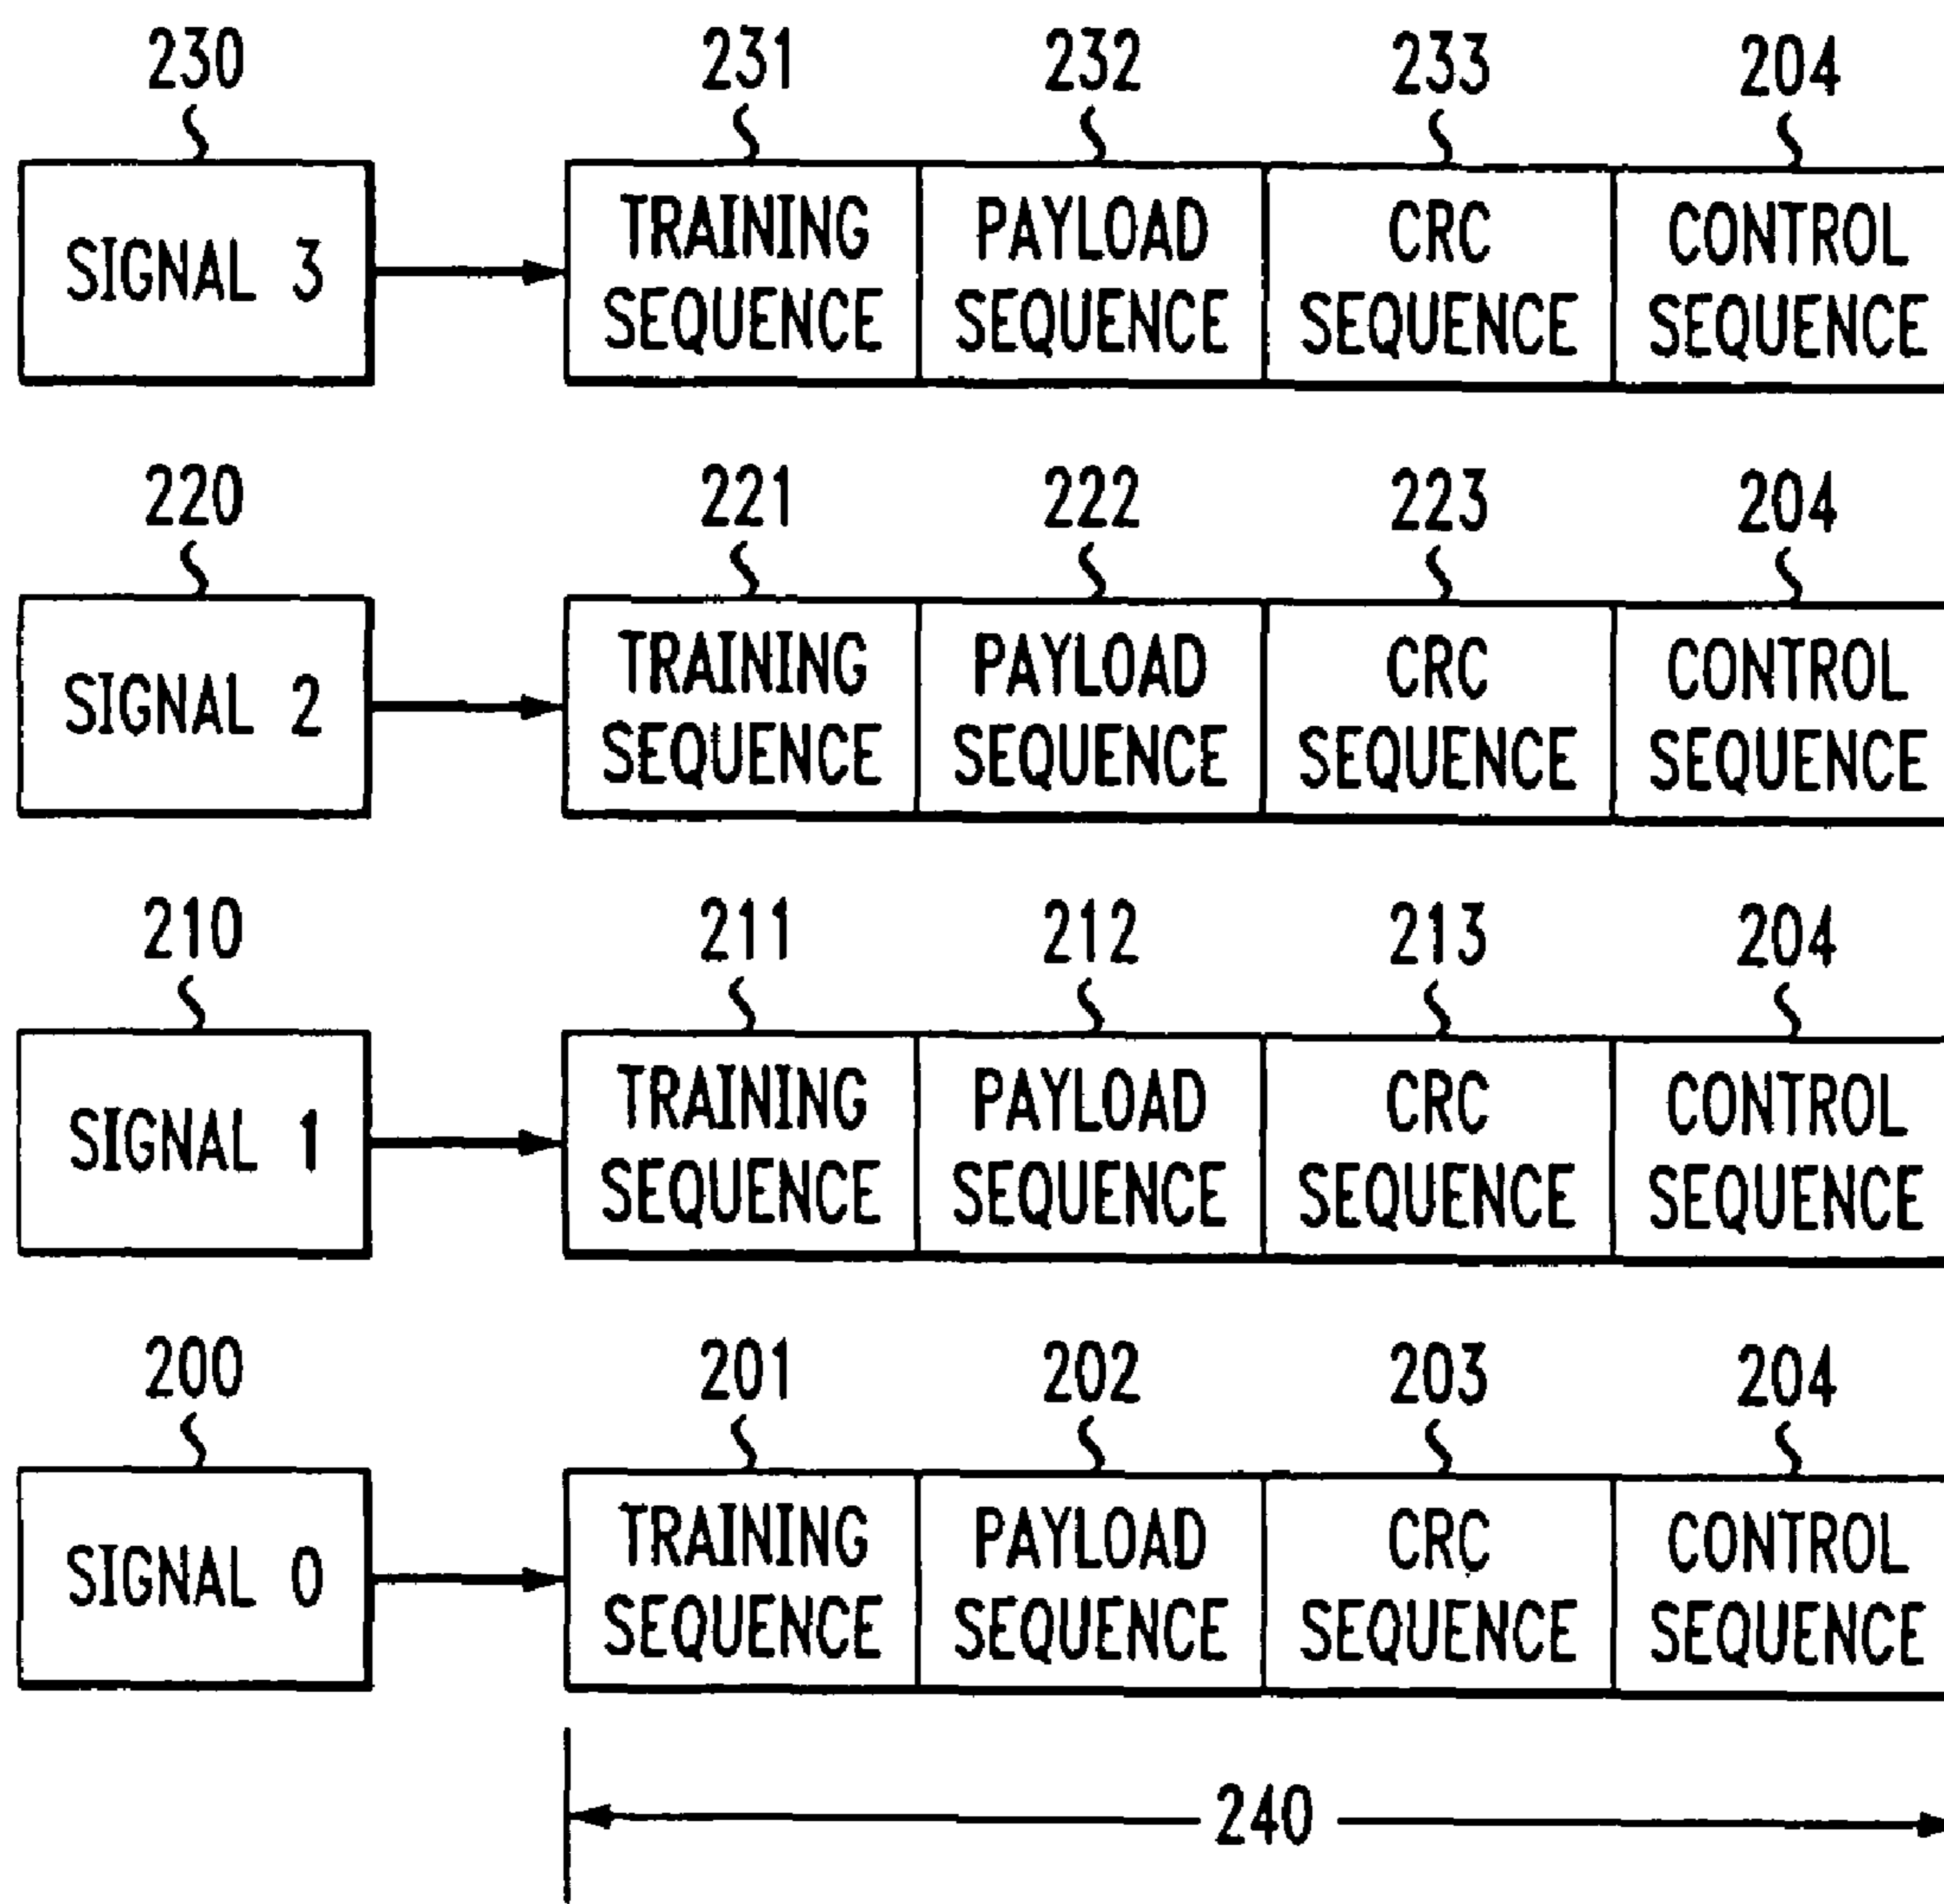 230 231 232 233 204
SIGNAL 3
TRAINING SEQUENCE
PAYLOAD SEQUENCE
CRC SEQUENCE
CONTROL SEQUENCE
220 221 222 223 204
SIGNAL 2
TRAINING SEQUENCE
PAYLOAD SEQUENCE
CRC SEQUENCE
CONTROL SEQUENCE
210 211 212 213 204
SIGNAL 1
TRAINING SEQUENCE
PAYLOAD SEQUENCE
CRC SEQUENCE
CONTROL SEQUENCE
200 201 202 203 204
SIGNAL 0
TRAINING SEQUENCE
PAYLOAD SEQUENCE
CRC SEQUENCE
CONTROL SEQUENCE
240